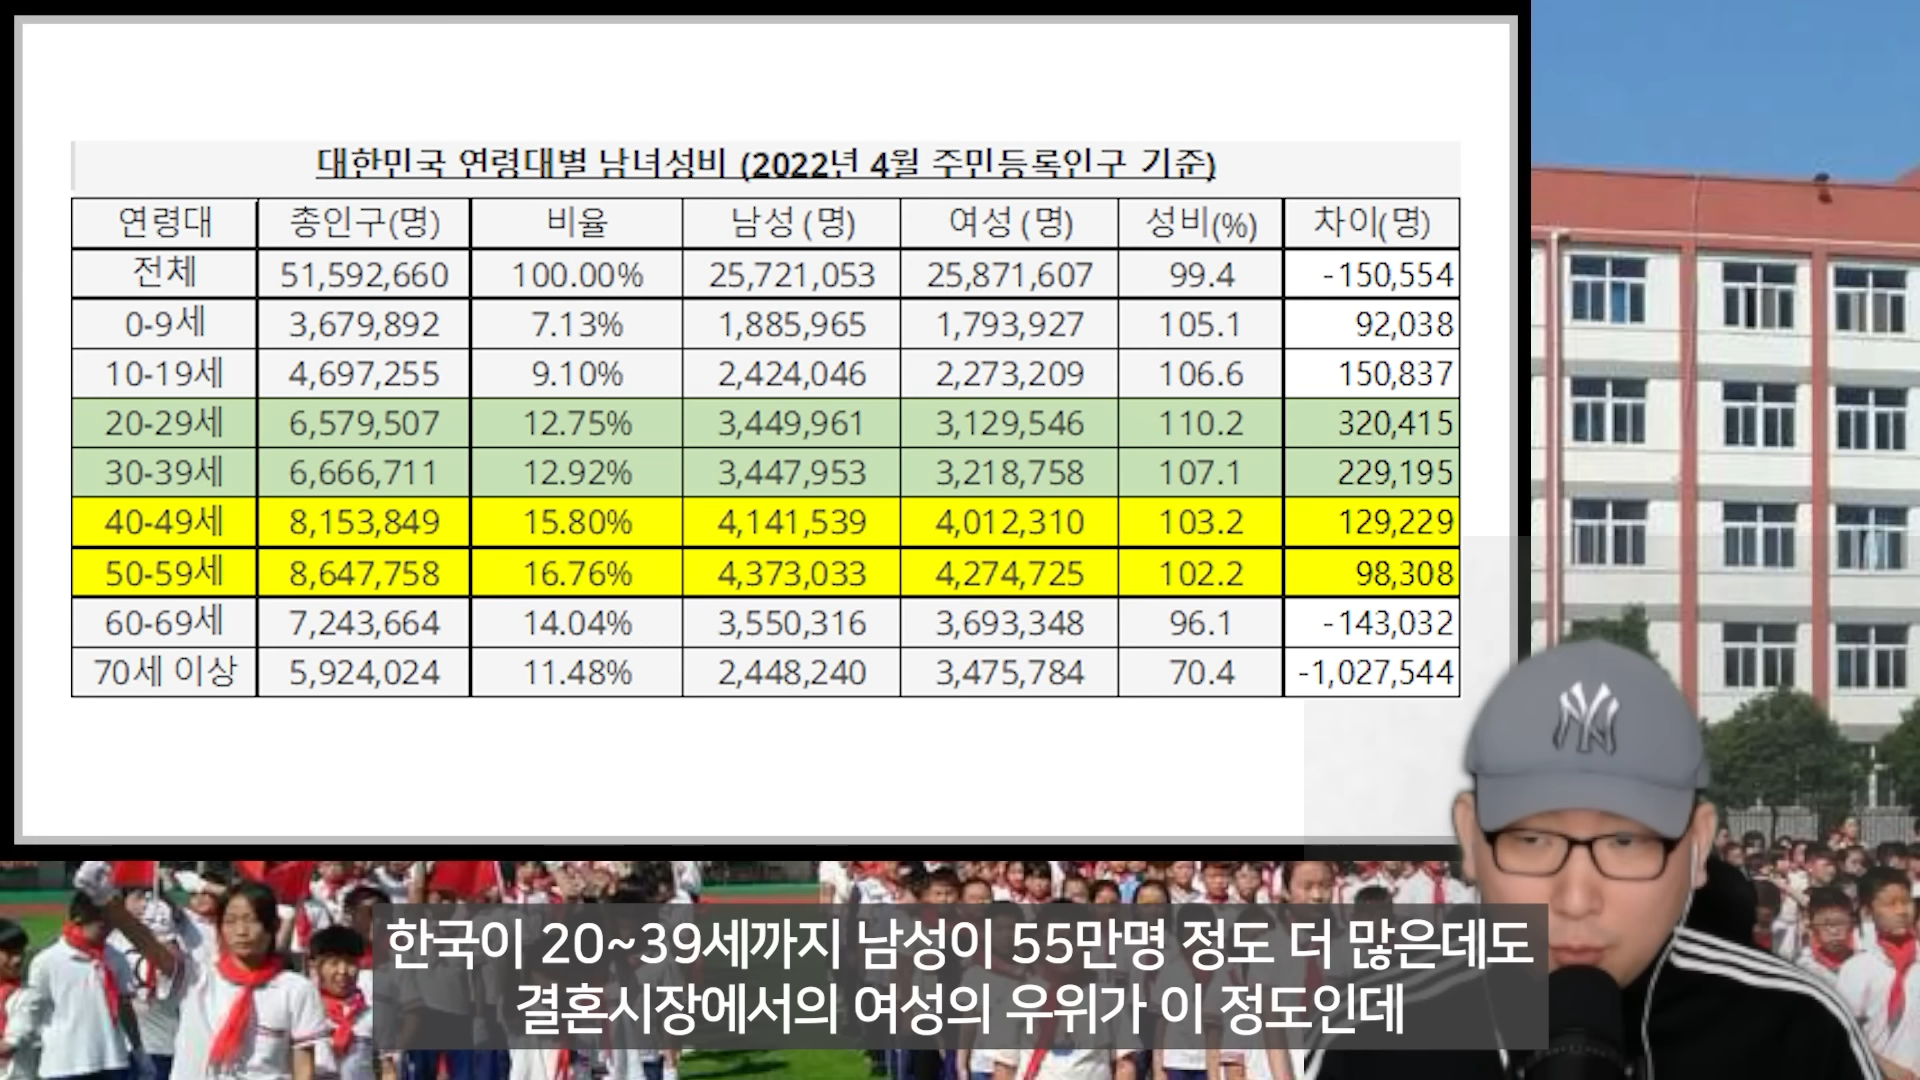 대한민국 연령대별 남녀성비 (2022년 4월 주민등록인구 기준)
연령대 총인구(명) 비율 남성 (명) 여성 (명) 성비(%) 차이(명)
전체 51,592,660 100.00% 25,721,053 25,871,607 99.4 -150,554
0-9세 3,679,892 7.13% 1,885,965 1,793,927 105.1 92,038
10-19세 4,697,255 9.10% 2,424,046 2,273,209 106.6 150,837
20-29세 6,579,507 12.75% 3,449,961 3,129,546 110.2 320,415
30-39세 6,666,711 12.92% 3,447,953 3,218,758 107.1 229,195
40-49세 8,153,849 15.80% 4,141,539 4,012,310 103.2 129,229
50-59세 8,647,758 16.76% 4,373,033 4,274,725 102.2 98,308
60-69세 7,243,664 14.04% 3,550,316 3,693,348 96.1 -143,032
70세 이상 5,924,024 11.48% 2,448,240 3,475,784 70.4 -1,027,544
NY
한국이 20~39세까지 남성이 55만명 정도 더 많은데도
결혼시장에서의 여성의 우위가 이 정도인데